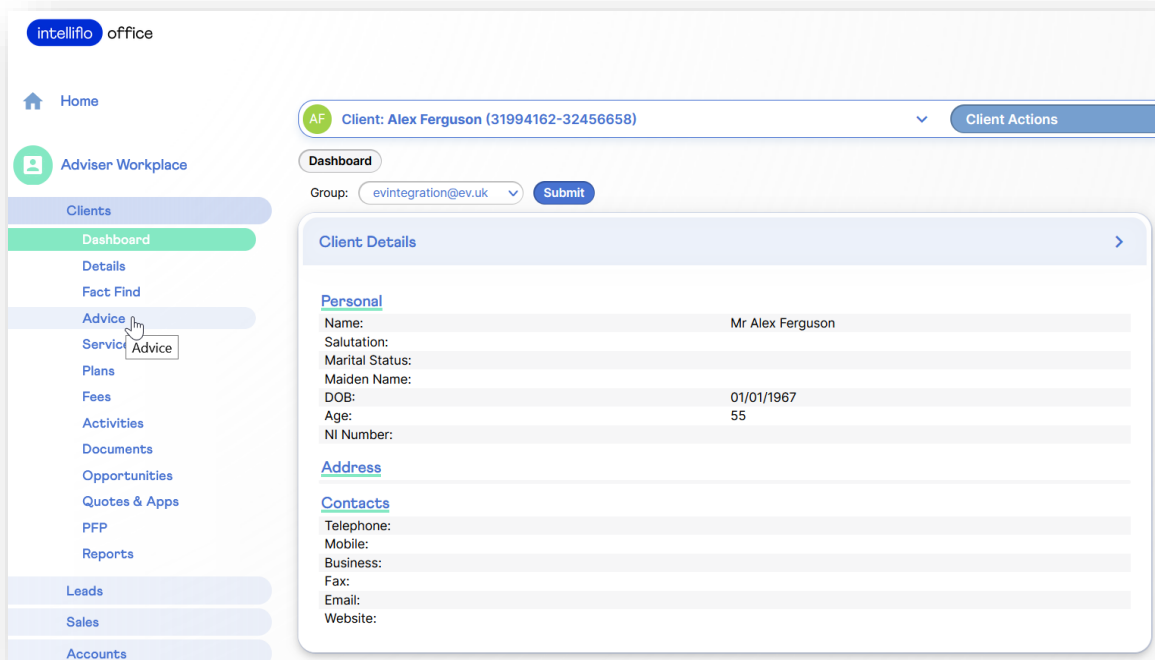 intelliflo office
Home
Adviser Workplace
Clients
Dashboard
Details
Fact Find
Advice
Advice
Plans
Fees
Activities
Documents
Opportunities
Quotes & Apps
PFP
Reports
Leads
Sales
Accounts
AF Client: Alex Ferguson (31994162-32456658)
Client Actions
Dashboard
Group: evintegration@ev.uk Submit
Client Details
Personal
Name: Mr Alex Ferguson
Salutation:
Marital Status:
Maiden Name:
DOB: 01/01/1967
Age: 55
NI Number:
Address
Contacts
Telephone:
Mobile:
Business:
Fax:
Email:
Website: